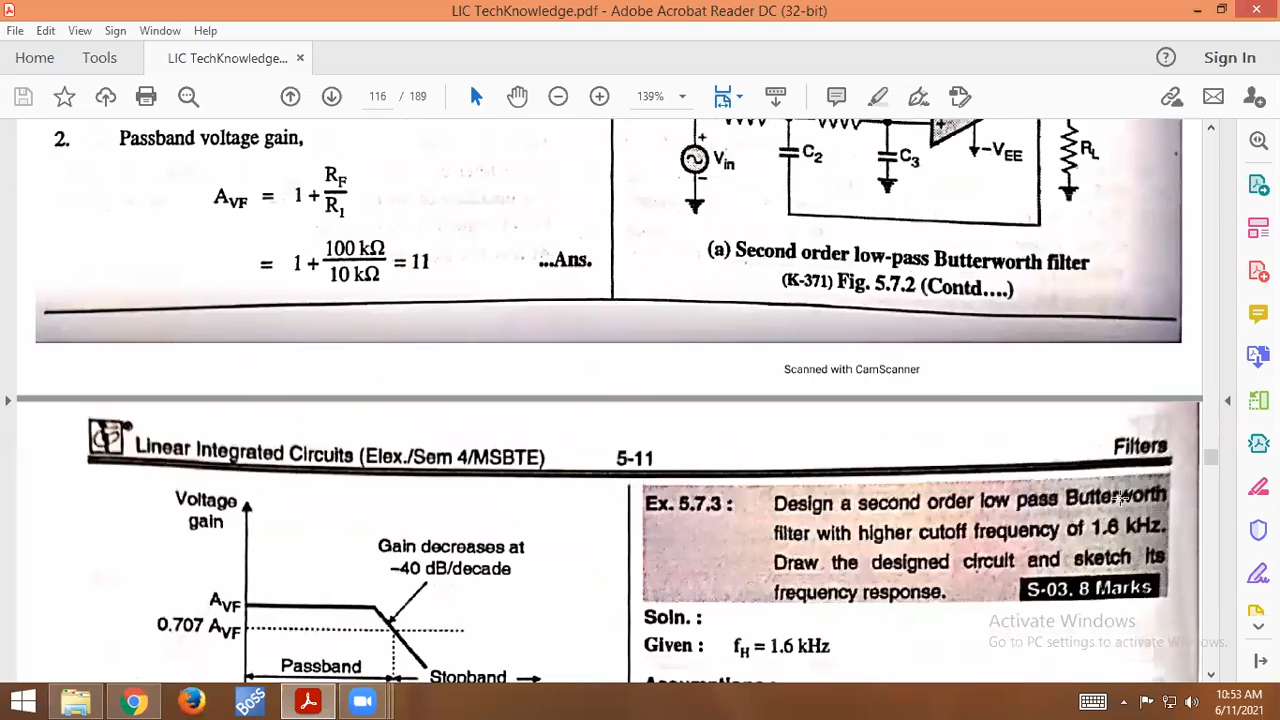 LIC TechKnowledge.pdf - Adobe Acrobat Reader DC (32-bit)
File Edit View Sign Window Help
Home Tools LIC TechKnowledge... × Sign In
116 / 189 139%
2. Passband voltage gain,
A_VF = 1 + R_F / R_1
= 1 + 100 kΩ / 10 kΩ = 11 ...Ans.
+
V_in
−
C_2
C_3
+
−V_EE
R_L
(a) Second order low-pass Butterworth filter
(K-371) Fig. 5.7.2 (Contd....)
Scanned with CamScanner
Linear Integrated Circuits (Elex./Sem 4/MSBTE) 5-11 Filters
Voltage
gain
Gain decreases at
–40 dB/decade
A_VF
0.707 A_VF
Passband
Stopband
Ex. 5.7.3 : Design a second order low pass Butterworth
filter with higher cutoff frequency of 1.6 kHz.
Draw the designed circuit and sketch its
frequency response. S-03, 8 Marks
Soln. :
Given : f_H = 1.6 kHz
Activate Windows
Go to PC settings to activate Windows.
BOSS
10:53 AM
6/11/2021